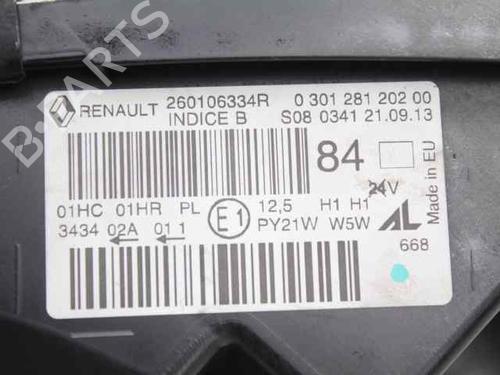 RENAULT 260106334R 0 301 281 202 00
INDICE B S08 0341 21.09.13
84
24V
Made in EU
01HC 01HR PL E1 12,5 H1 H1
3434 02A 01 1 PY21W W5W AL
668